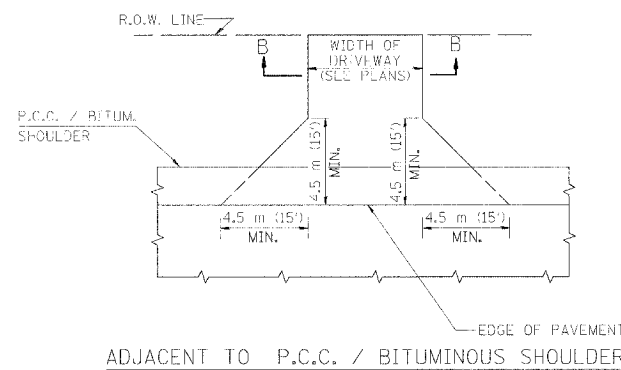 R.O.W. LINE
B
B
WIDTH OF
DRIVEWAY
(SEE PLANS)
P.C.C. / BITUM.
SHOULDER
4.5 m (15')
MIN.
4.5 m (15')
MIN.
4.5 m (15')
MIN.
4.5 m (15')
MIN.
EDGE OF PAVEMENT
ADJACENT TO P.C.C. / BITUMINOUS SHOULDER